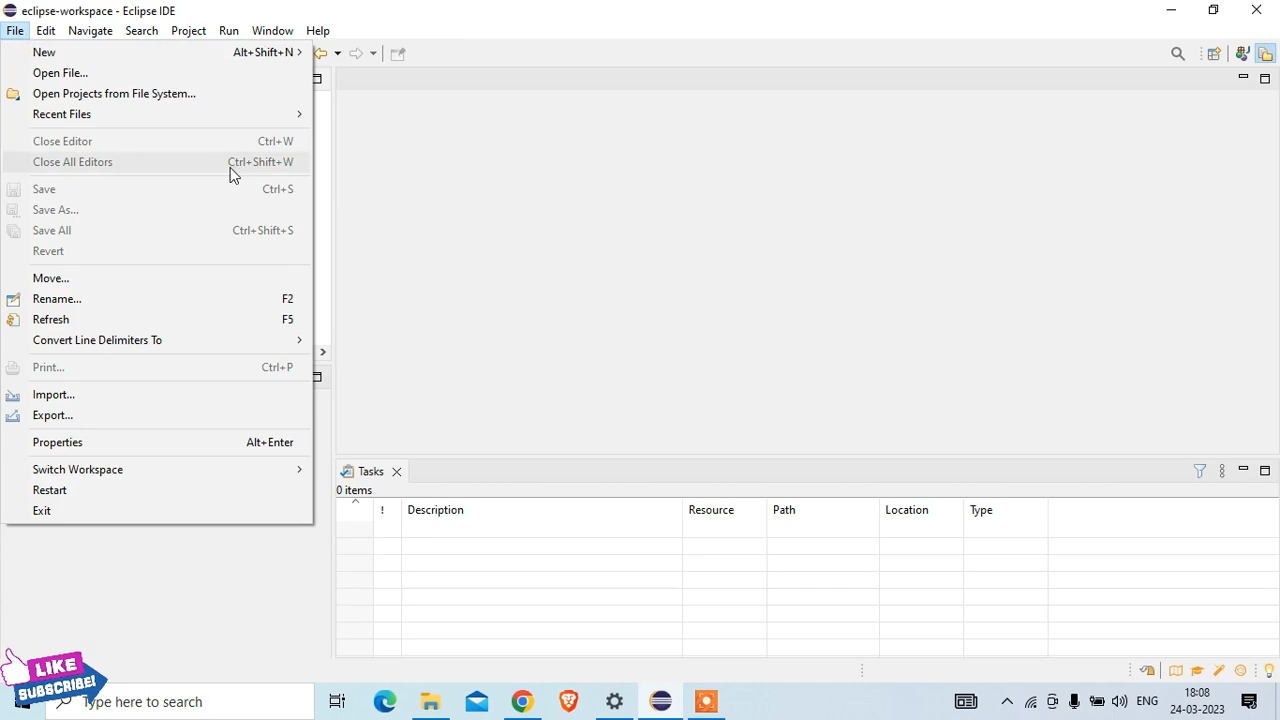 eclipse-workspace - Eclipse IDE
File Edit Navigate Search Project Run Window Help
New Alt+Shift+N
Open File...
Open Projects from File System...
Recent Files
Close Editor Ctrl+W
Close All Editors Ctrl+Shift+W
Save Ctrl+S
Save As...
Save All Ctrl+Shift+S
Revert
Move...
Rename... F2
Refresh F5
Convert Line Delimiters To
Print... Ctrl+P
Import...
Export...
Properties Alt+Enter
Switch Workspace
Restart
Exit
Tasks
0 items
! Description Resource Path Location Type
LIKE
SUBSCRIBE!
Type here to search
ENG
18:08
24-03-2023